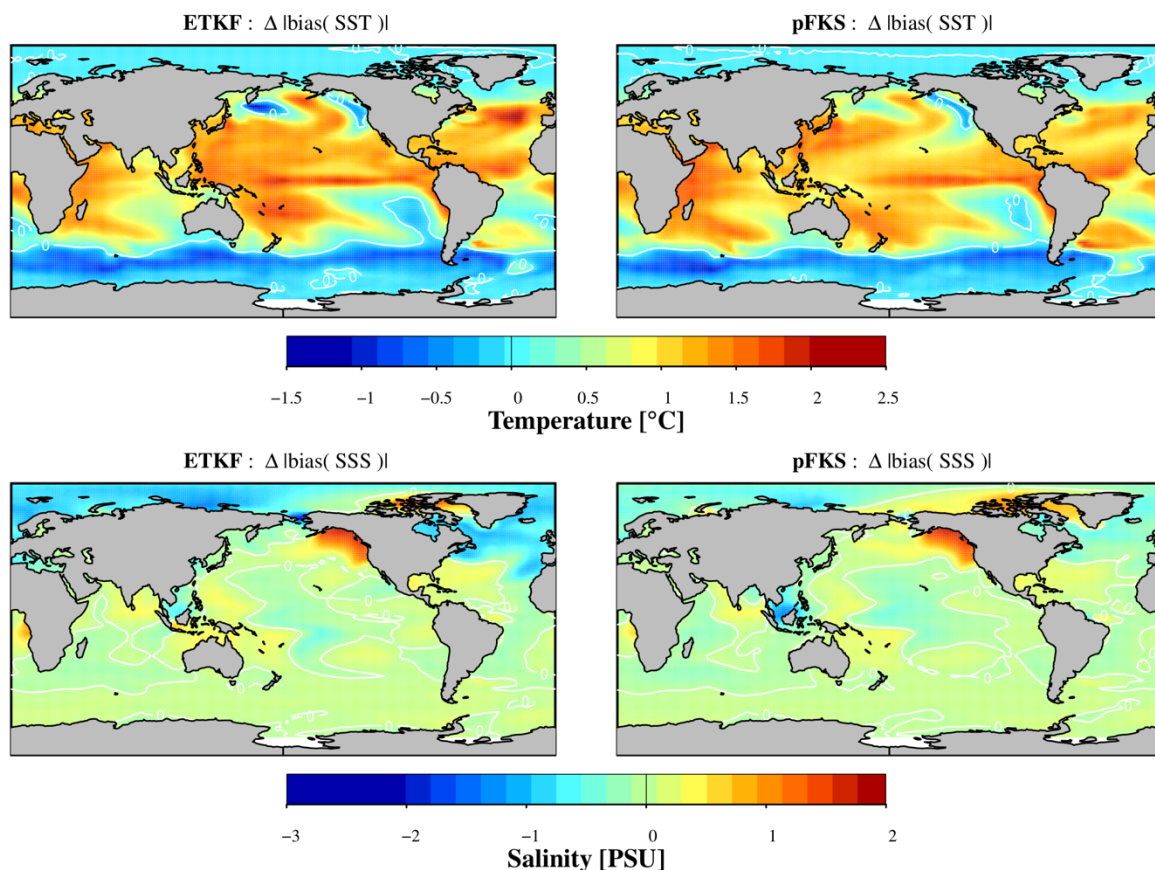 ETKF : Δ |bias( SST )|
pFKS : Δ |bias( SST )|
−1.5 −1 −0.5 0 0.5 1 1.5 2 2.5
Temperature [°C]
ETKF : Δ |bias( SSS )|
pFKS : Δ |bias( SSS )|
−3 −2 −1 0 1 2
Salinity [PSU]